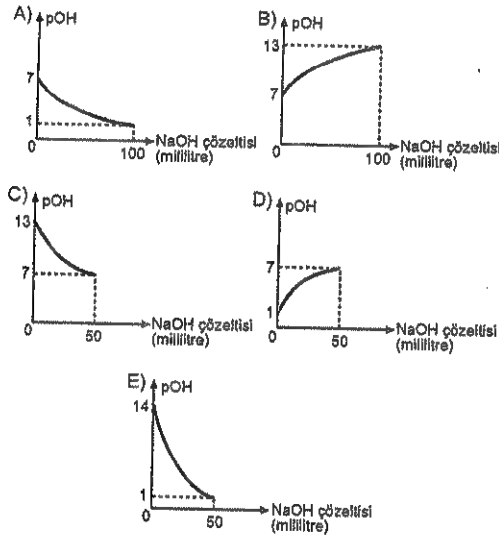 A) pOH
7
1
0
100
NaOH çözeltisi
(mililitre)
B) pOH
13
7
0
100
NaOH çözeltisi
(mililitre)
C) pOH
13
7
0
50
NaOH çözeltisi
(mililitre)
D) pOH
7
1
0
50
NaOH çözeltisi
(mililitre)
E) pOH
14
1
0
50
NaOH çözeltisi
(mililitre)